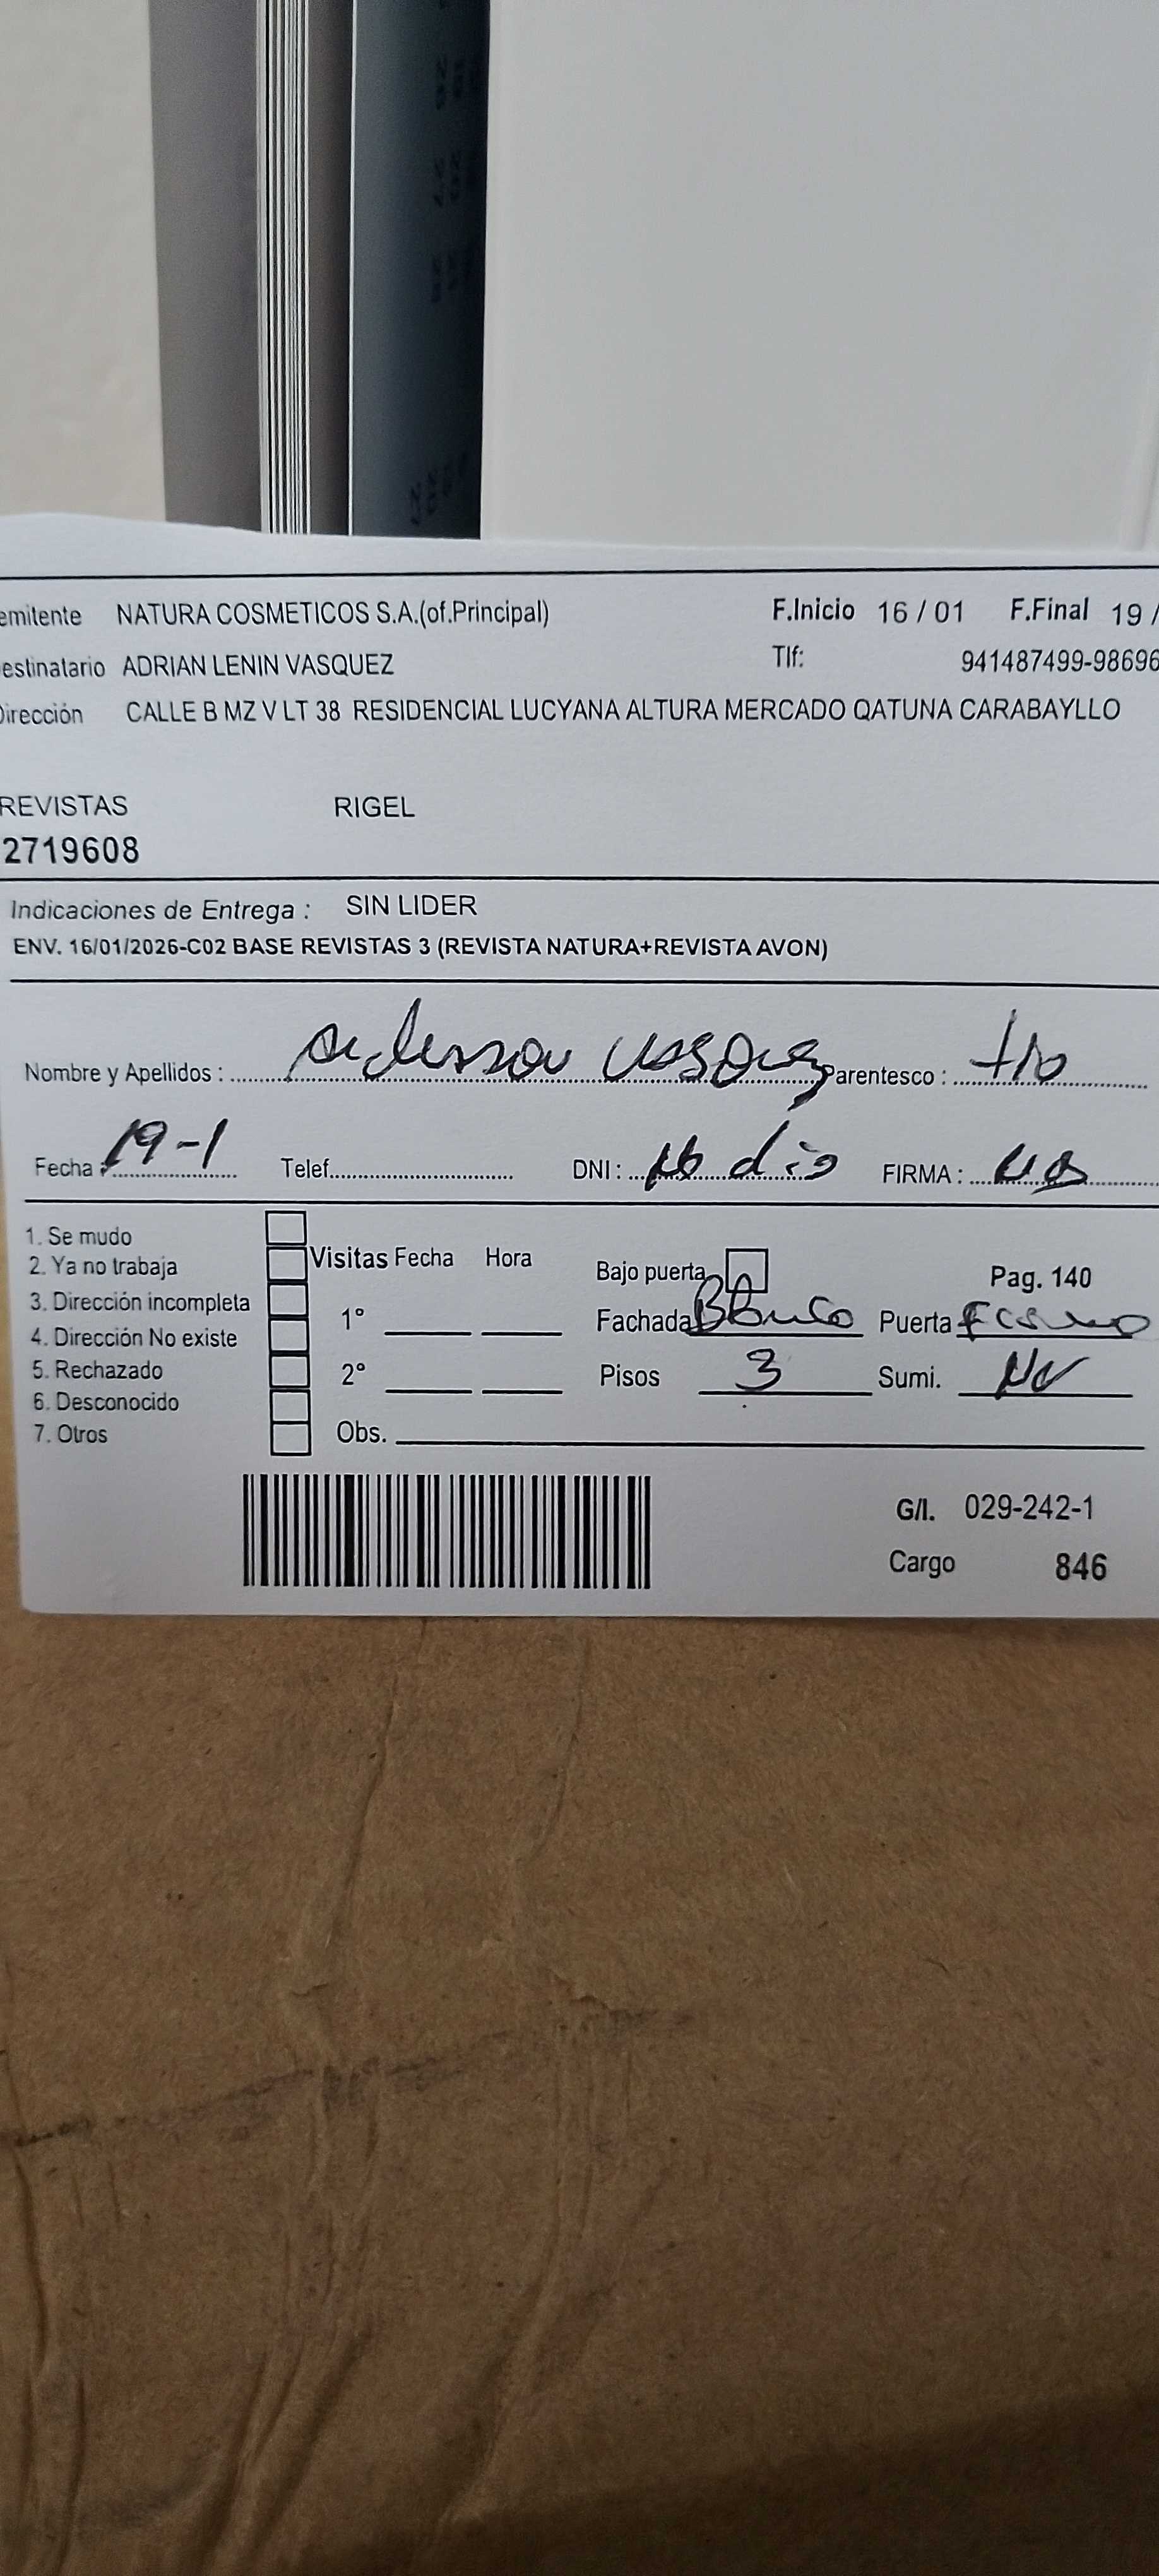 emitente NATURA COSMETICOS S.A.(of.Principal) F.Inicio 16 / 01 F.Final 19 /
estinatario ADRIAN LENIN VASQUEZ Tlf: 941487499-98696
Dirección CALLE B MZ V LT 38 RESIDENCIAL LUCYANA ALTURA MERCADO QATUNA CARABAYLLO
REVISTAS RIGEL
2719608
Indicaciones de Entrega : SIN LIDER
ENV. 16/01/2026-C02 BASE REVISTAS 3 (REVISTA NATURA+REVISTA AVON)
Nombre y Apellidos : Vasquez Parentesco : tio
Fecha : 19-1 Telef. DNI : No dio FIRMA :
1. Se mudo
2. Ya no trabaja Visitas Fecha Hora Bajo puerta Pag. 140
3. Dirección incompleta 1° Fachada Blanco Puerta
4. Dirección No existe
5. Rechazado 2° Pisos 3 Sumi.
6. Desconocido
7. Otros Obs.
G/I. 029-242-1
Cargo 846